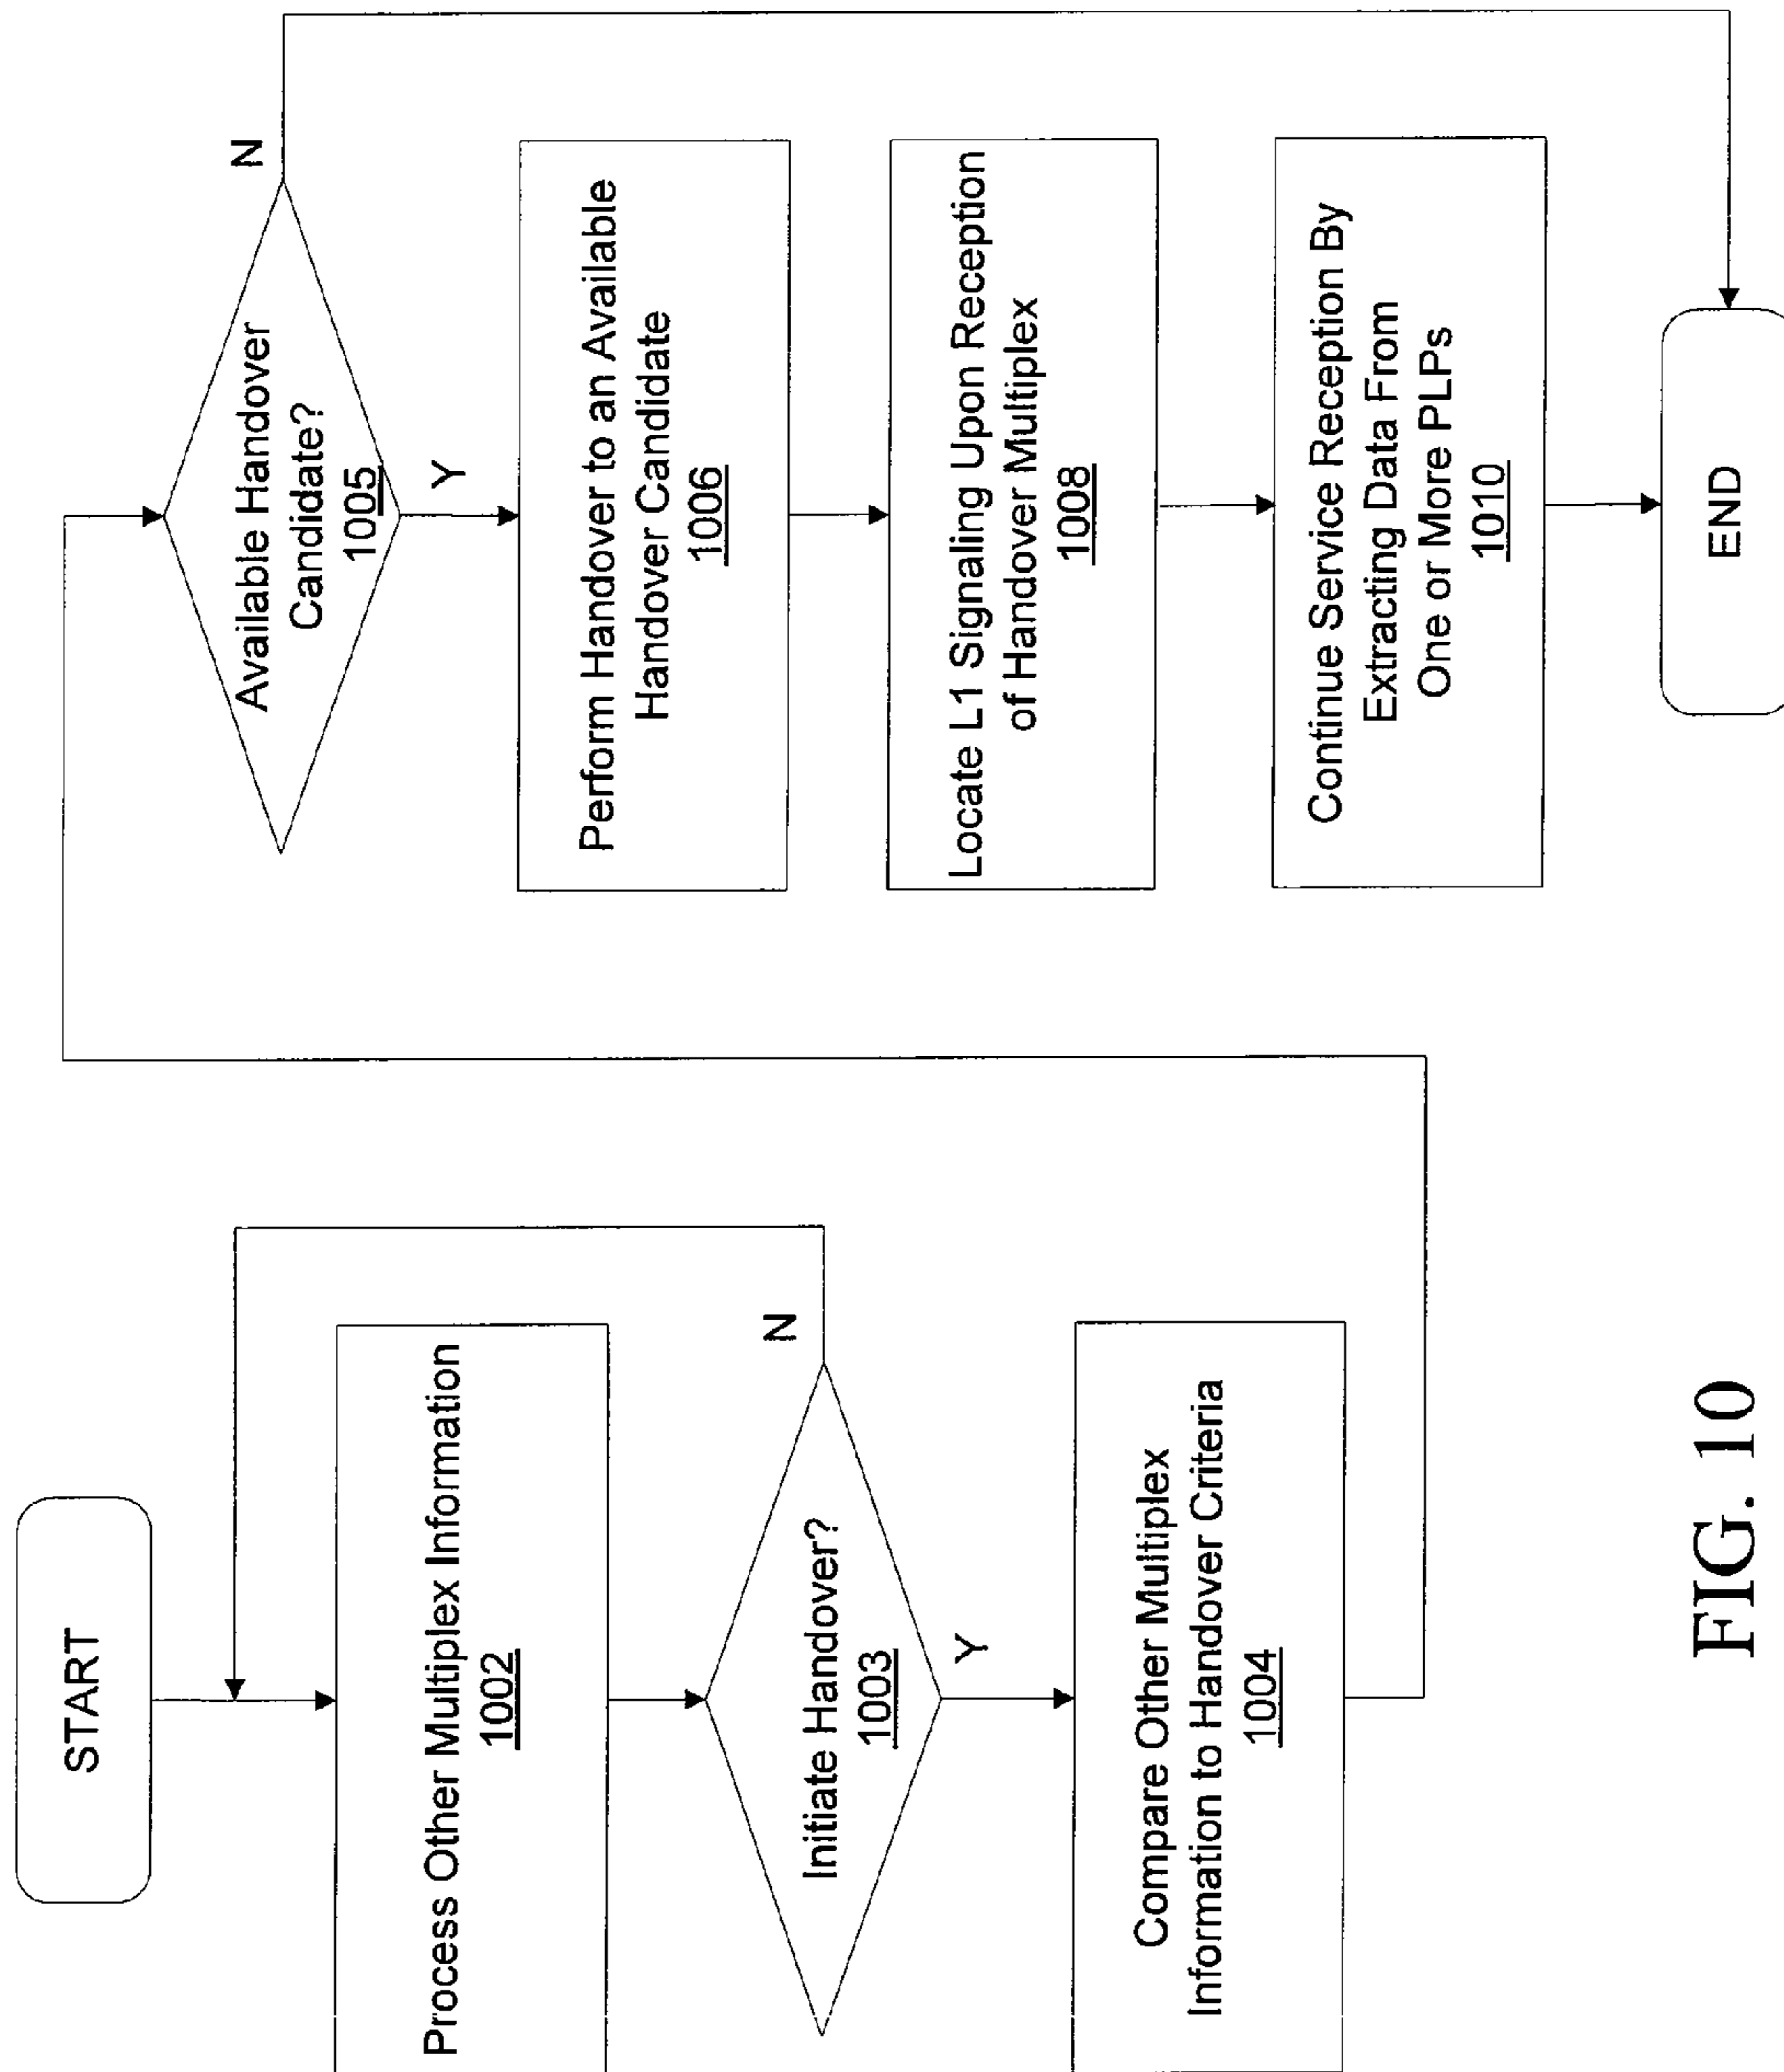 START
Process Other Multiplex Information
1002
Initiate Handover?
1003
N
Y
Compare Other Multiplex
Information to Handover Criteria
1004
Available Handover
Candidate?
1005
N
Y
Perform Handover to an Available
Handover Candidate
1006
Locate L1 Signaling Upon Reception
of Handover Multiplex
1008
Continue Service Reception By
Extracting Data From
One or More PLPs
1010
END
FIG. 10